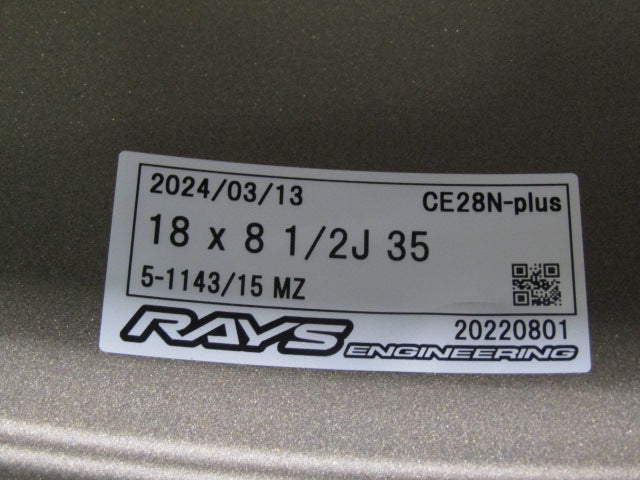 2024/03/13 CE28N-plus
18 x 8 1/2J 35
5-1143/15 MZ
RAYS ENGINEERING 20220801